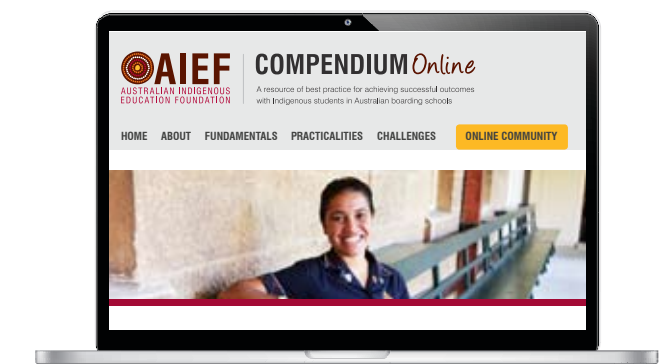 AIEF
AUSTRALIAN INDIGENOUS
EDUCATION FOUNDATION
COMPENDIUM Online
A resource of best practice for achieving successful outcomes
with Indigenous students in Australian boarding schools
HOME ABOUT FUNDAMENTALS PRACTICALITIES CHALLENGES ONLINE COMMUNITY